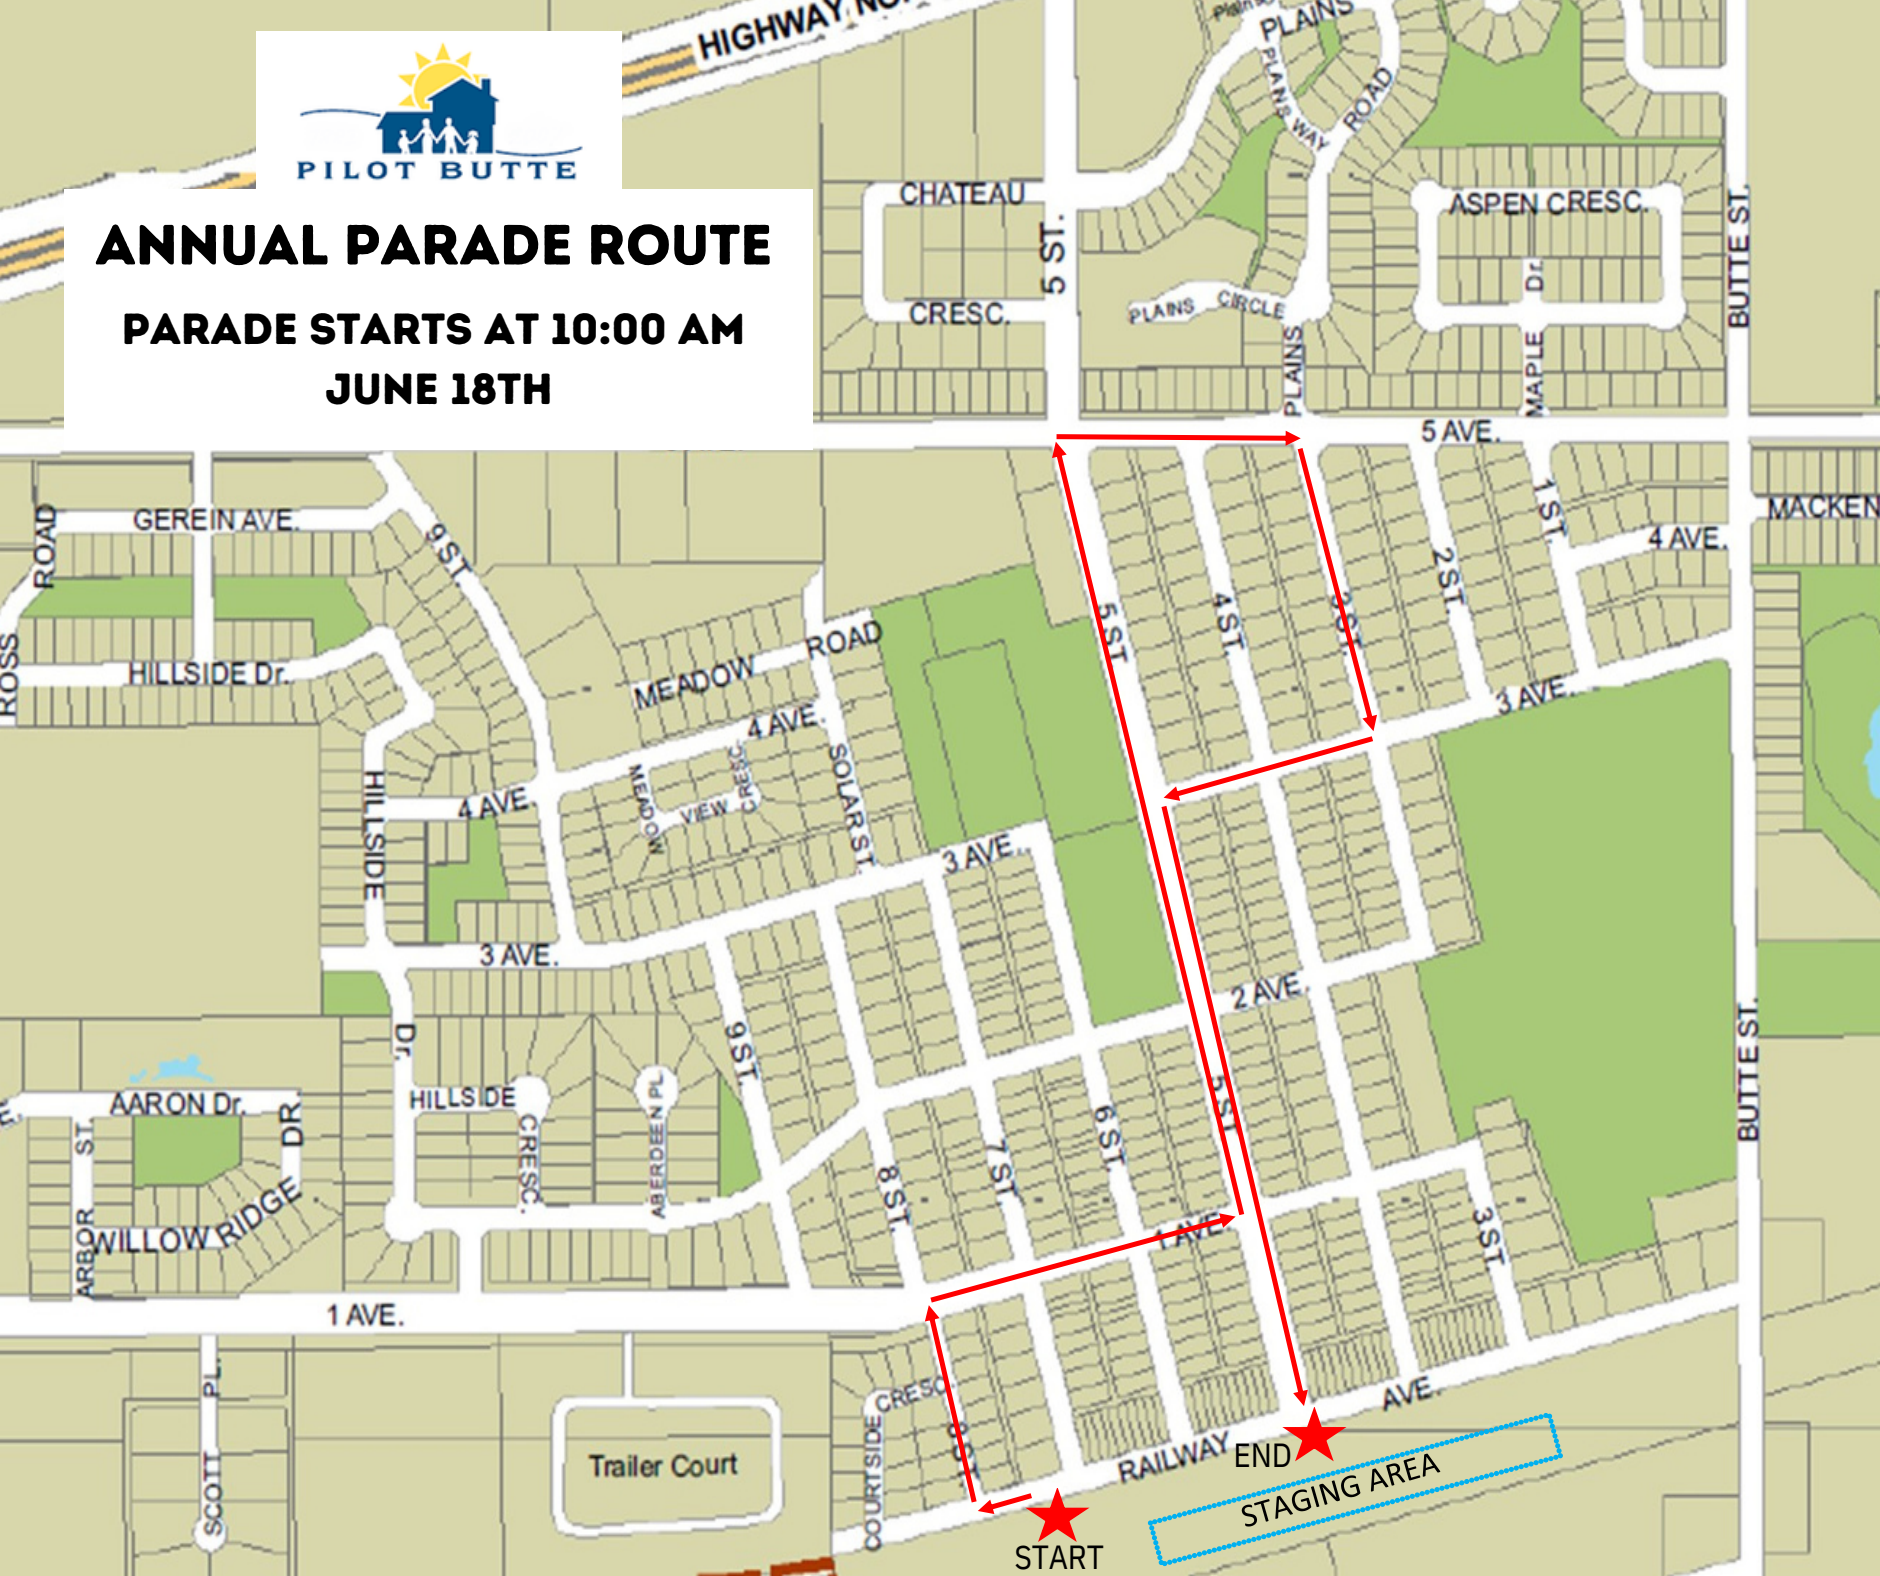 HIGHWAY
PILOT BUTTE
ANNUAL PARADE ROUTE
PARADE STARTS AT 10:00 AM
JUNE 18TH
PLAINS
PLAINS WAY
ROAD
CHATEAU
CRESC.
5 ST.
PLAINS CIRCLE
PLAINS
ASPEN CRESC.
MAPLE Dr.
BUTTE ST.
5 AVE.
GEREIN AVE.
ROAD
ROSS
9 ST.
HILLSIDE Dr.
MEADOW ROAD
4 AVE.
SOLAR ST.
MEADOW VIEW CRESC.
HILLSIDE
Dr.
4 AVE.
3 AVE.
3 AVE.
5 ST
4 ST.
3 ST.
2 ST.
1 ST.
4 AVE.
MACKEN
3 AVE.
2 AVE.
BUTTE ST.
AARON Dr.
ARBOR ST.
WILLOW RIDGE DR.
HILLSIDE
CRESC.
ABERDEEN PL.
9 ST.
8 ST.
7 ST.
6 ST.
5 ST
1 AVE.
3 ST
1 AVE.
SCOTT PL.
Trailer Court
COURTSIDE CRESC.
8 ST.
RAILWAY AVE.
END
STAGING AREA
START